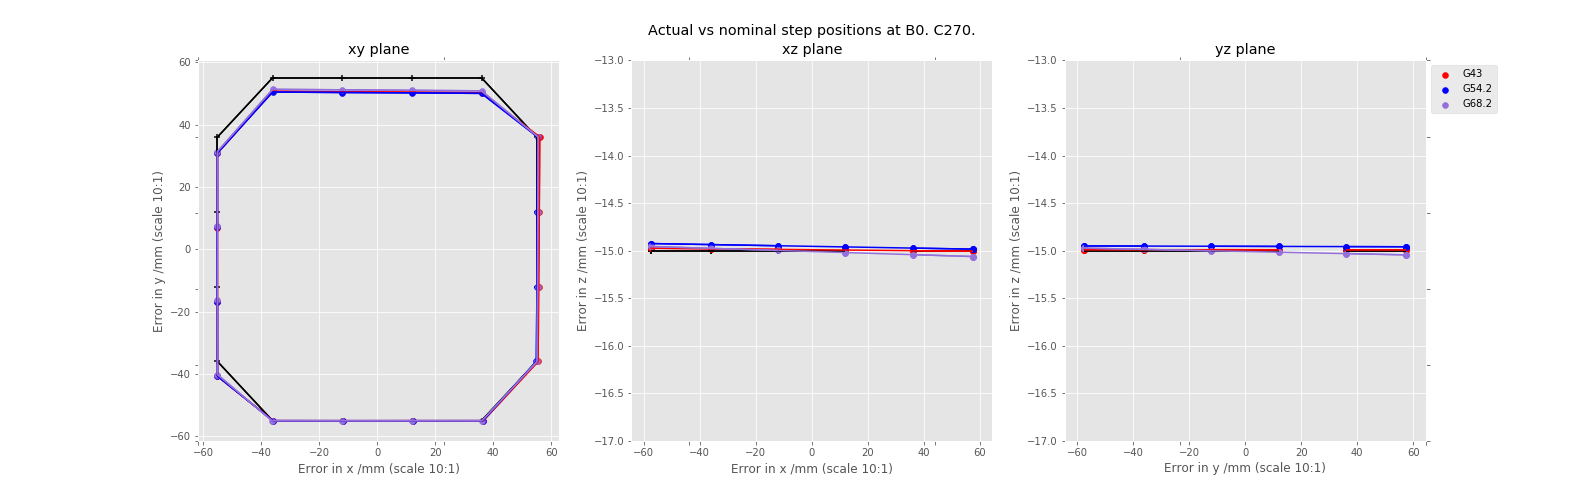 Actual vs nominal step positions at B0. C270.
xy plane
60
40
20
0
−20
−40
−60
−60 −40 −20 0 20 40 60
Error in y /mm (scale 10:1)
Error in x /mm (scale 10:1)
xz plane
−13.0
−13.5
−14.0
−14.5
−15.0
−15.5
−16.0
−16.5
−17.0
−60 −40 −20 0 20 40 60
Error in z /mm (scale 10:1)
Error in x /mm (scale 10:1)
yz plane
−13.0
−13.5
−14.0
−14.5
−15.0
−15.5
−16.0
−16.5
−17.0
−60 −40 −20 0 20 40 60
Error in z /mm (scale 10:1)
Error in y /mm (scale 10:1)
G43
G54.2
G68.2